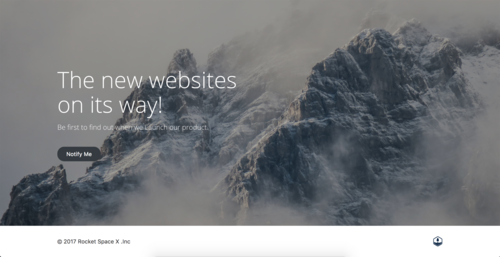 The new websites
on its way!
Be first to find out when we launch our product.
Notify Me
© 2017 Rocket Space X .inc